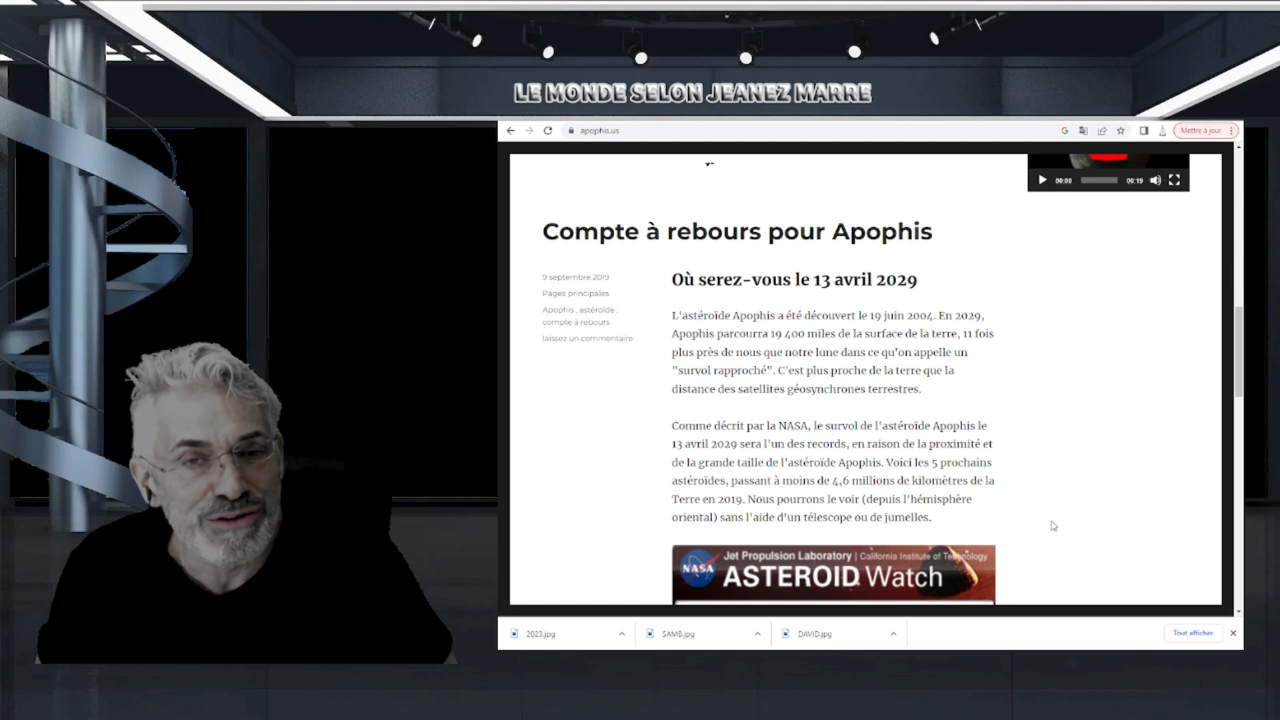 LE MONDE SELON JEANEZ MARRE
apophis.us
Mettre à jour
00:00
00:19
Compte à rebours pour Apophis
9 septembre 2019
Pages principales
Apophis , astéroïde ,
compte à rebours
laissez un commentaire
Où serez-vous le 13 avril 2029
L'astéroïde Apophis a été découvert le 19 juin 2004. En 2029,
Apophis parcourra 19 400 miles de la surface de la terre, 11 fois
plus près de nous que notre lune dans ce qu'on appelle un
"survol rapproché". C'est plus proche de la terre que la
distance des satellites géosynchrones terrestres.
Comme décrit par la NASA, le survol de l'astéroïde Apophis le
13 avril 2029 sera l'un des records, en raison de la proximité et
de la grande taille de l'astéroïde Apophis. Voici les 5 prochains
astéroïdes, passant à moins de 4,6 millions de kilomètres de la
Terre en 2019. Nous pourrons le voir (depuis l'hémisphère
oriental) sans l'aide d'un télescope ou de jumelles.
NASA
Jet Propulsion Laboratory | California Institute of Technology
ASTEROID Watch
2023.jpg
SAMB.jpg
DAVID.jpg
Tout afficher